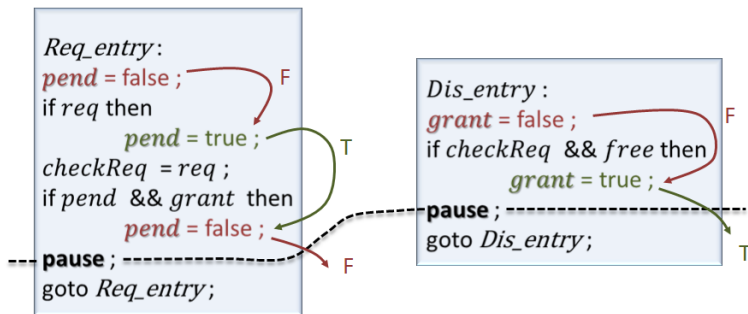 Req_entry :
pend = false ;
F
if req then
pend = true ;
T
checkReq = req ;
if pend && grant then
pend = false ;
F
pause ;
goto Req_entry ;
Dis_entry :
grant = false ;
F
if checkReq && free then
grant = true ;
pause ;
T
goto Dis_entry ;